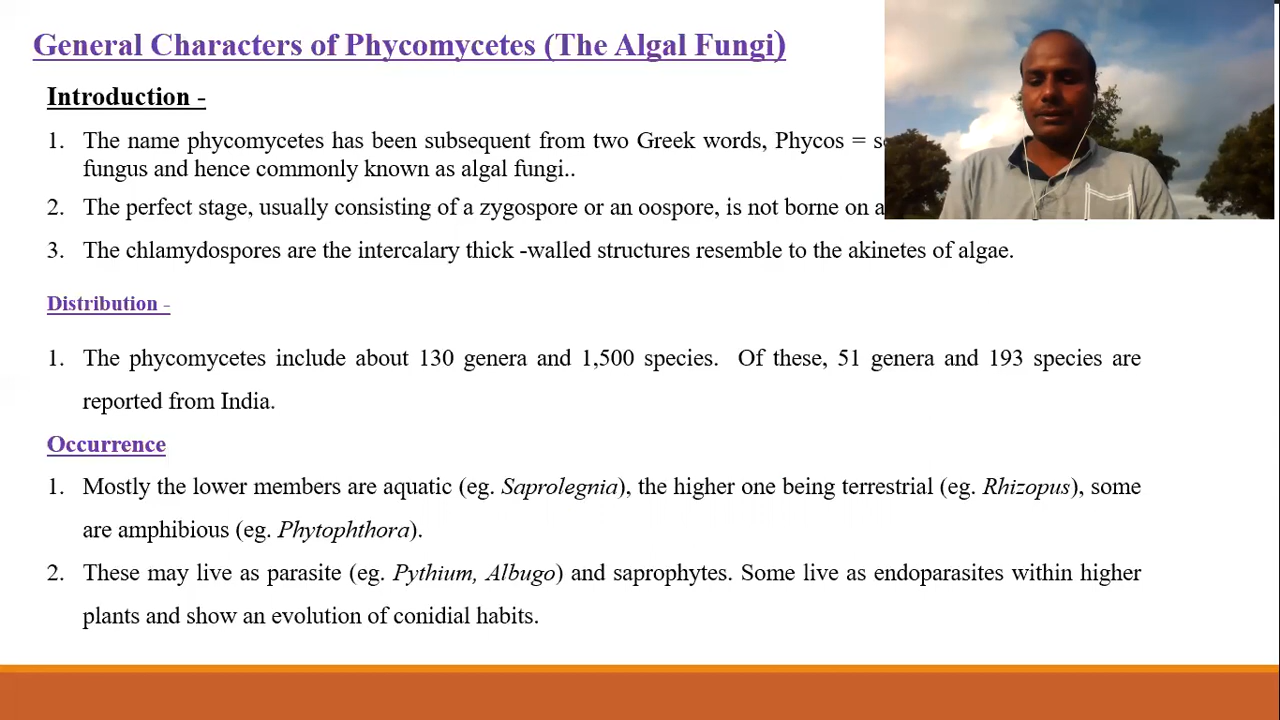 General Characters of Phycomycetes (The Algal Fungi)
Introduction -
1. The name phycomycetes has been subsequent from two Greek words, Phycos =
fungus and hence commonly known as algal fungi..
2. The perfect stage, usually consisting of a zygospore or an oospore, is not borne on
3. The chlamydospores are the intercalary thick -walled structures resemble to the akinetes of algae.
Distribution -
1. The phycomycetes include about 130 genera and 1,500 species. Of these, 51 genera and 193 species are
reported from India.
Occurrence
1. Mostly the lower members are aquatic (eg. Saprolegnia), the higher one being terrestrial (eg. Rhizopus), some
are amphibious (eg. Phytophthora).
2. These may live as parasite (eg. Pythium, Albugo) and saprophytes. Some live as endoparasites within higher
plants and show an evolution of conidial habits.